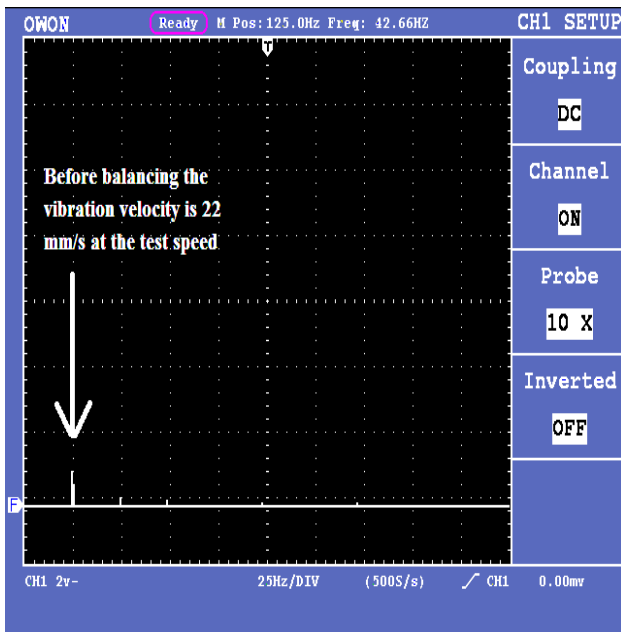 OWON Ready M Pos:125.0Hz Freq: 42.66HZ CH1 SETUP
T
Coupling
DC
Before balancing the
vibration velocity is 22
mm/s at the test speed
Channel
ON
Probe
10 X
Inverted
OFF
F
CH1 2v- 25Hz/DIV (500S/s) CH1 0.00mv